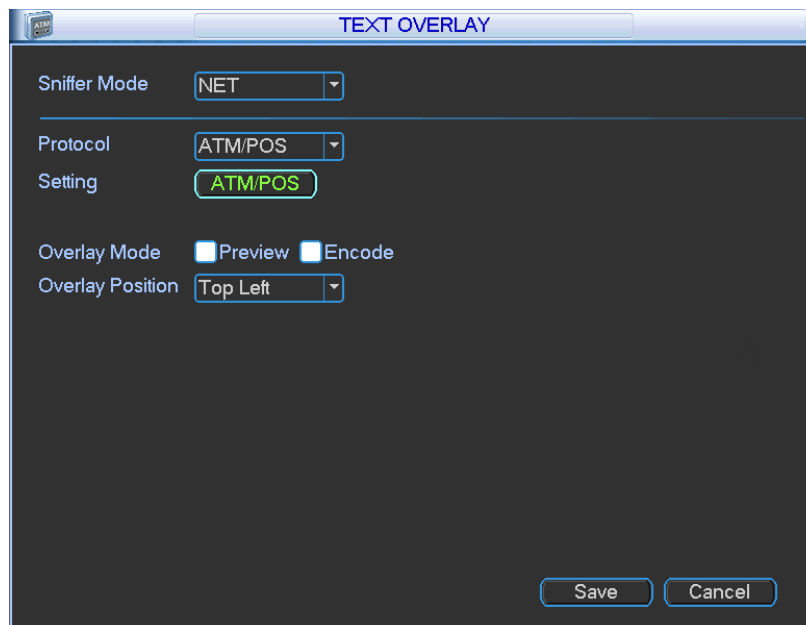 ATM
TEXT OVERLAY
Sniffer Mode NET
Protocol ATM/POS
Setting ATM/POS
Overlay Mode Preview Encode
Overlay Position Top Left
Save Cancel